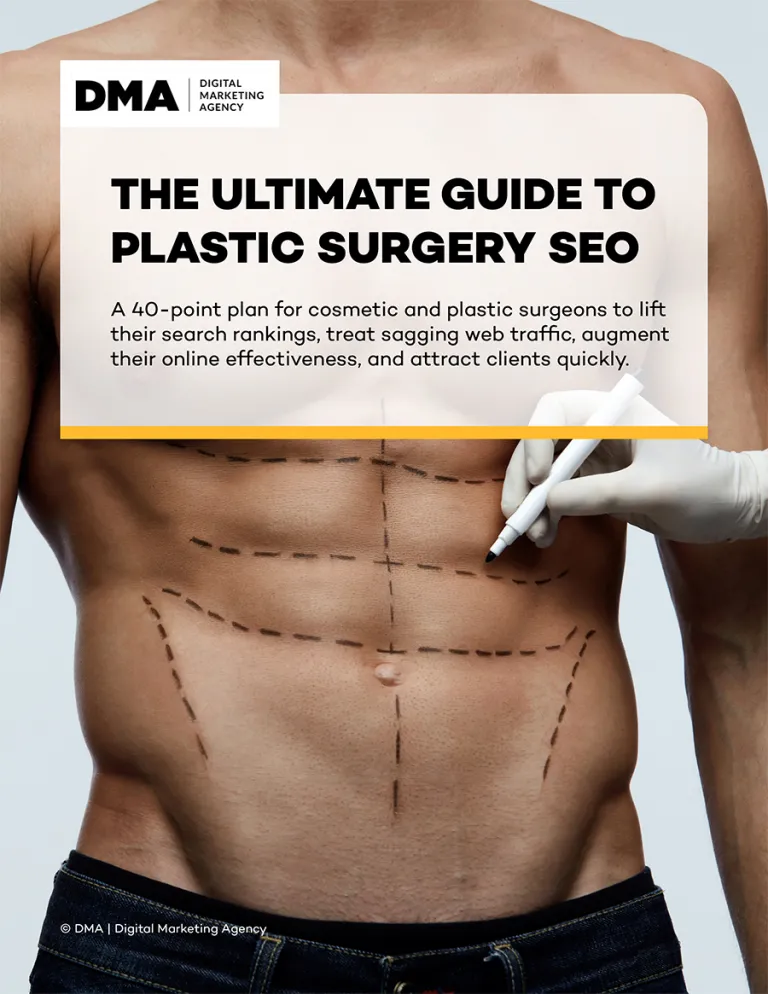 DMA
DIGITAL
MARKETING
AGENCY
THE ULTIMATE GUIDE TO
PLASTIC SURGERY SEO
A 40-point plan for cosmetic and plastic surgeons to lift
their search rankings, treat sagging web traffic, augment
their online effectiveness, and attract clients quickly.
© DMA | Digital Marketing Agency